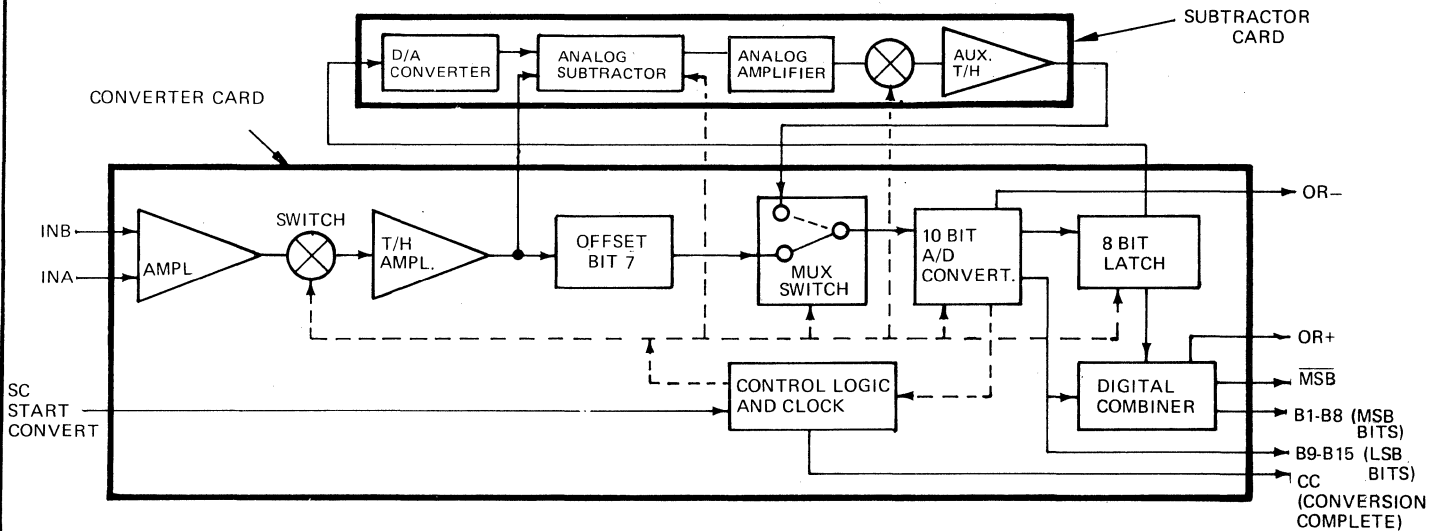 SUBTRACTOR
CARD
D/A
CONVERTER
ANALOG
SUBTRACTOR
ANALOG
AMPLIFIER
AUX.
T/H
CONVERTER CARD
INB
INA
AMPL
SWITCH
T/H
AMPL.
OFFSET
BIT 7
MUX
SWITCH
10 BIT
A/D
CONVERT.
8 BIT
LATCH
OR−
OR+
MSB
B1-B8 (MSB
BITS)
B9-B15 (LSB
BITS)
CC
(CONVERSION
COMPLETE)
DIGITAL
COMBINER
CONTROL LOGIC
AND CLOCK
SC
START
CONVERT